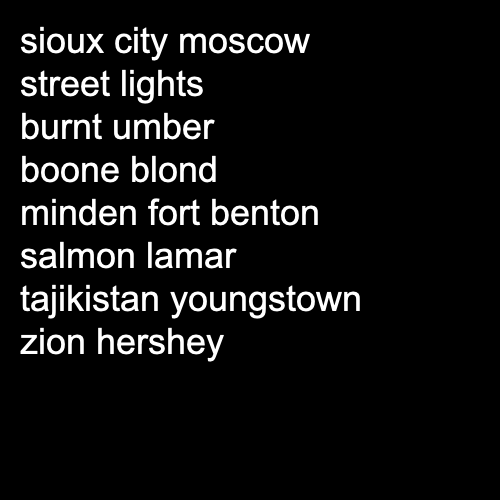 sioux city moscow
street lights
burnt umber
boone blond
minden fort benton
salmon lamar
tajikistan youngstown
zion hershey